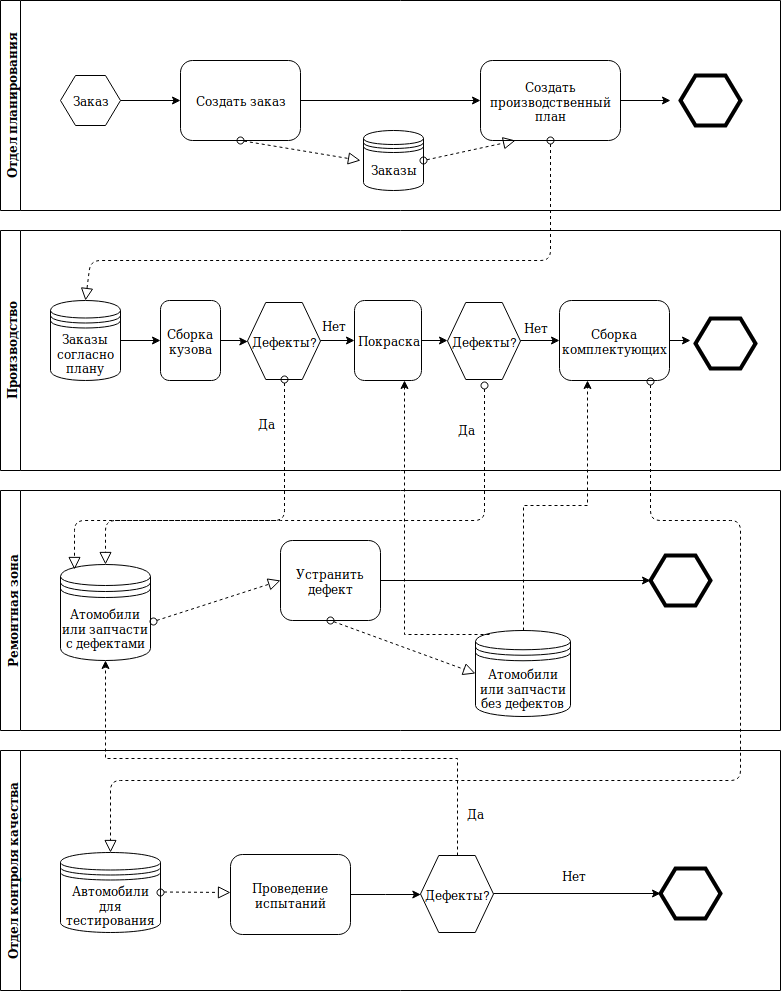 Отдел планирования
Заказ
Создать заказ
Создать
производственный
план
Заказы
Производство
Заказы
согласно
плану
Сборка
кузова
Дефекты?
Нет
Покраска
Дефекты?
Нет
Сборка
комплектующих
Да
Да
Ремонтная зона
Атомобили
или запчасти
с дефектами
Устранить
дефект
Атомобили
или запчасти
без дефектов
Отдел контроля качества
Да
Автомобили
для
тестирования
Проведение
испытаний
Дефекты?
Нет